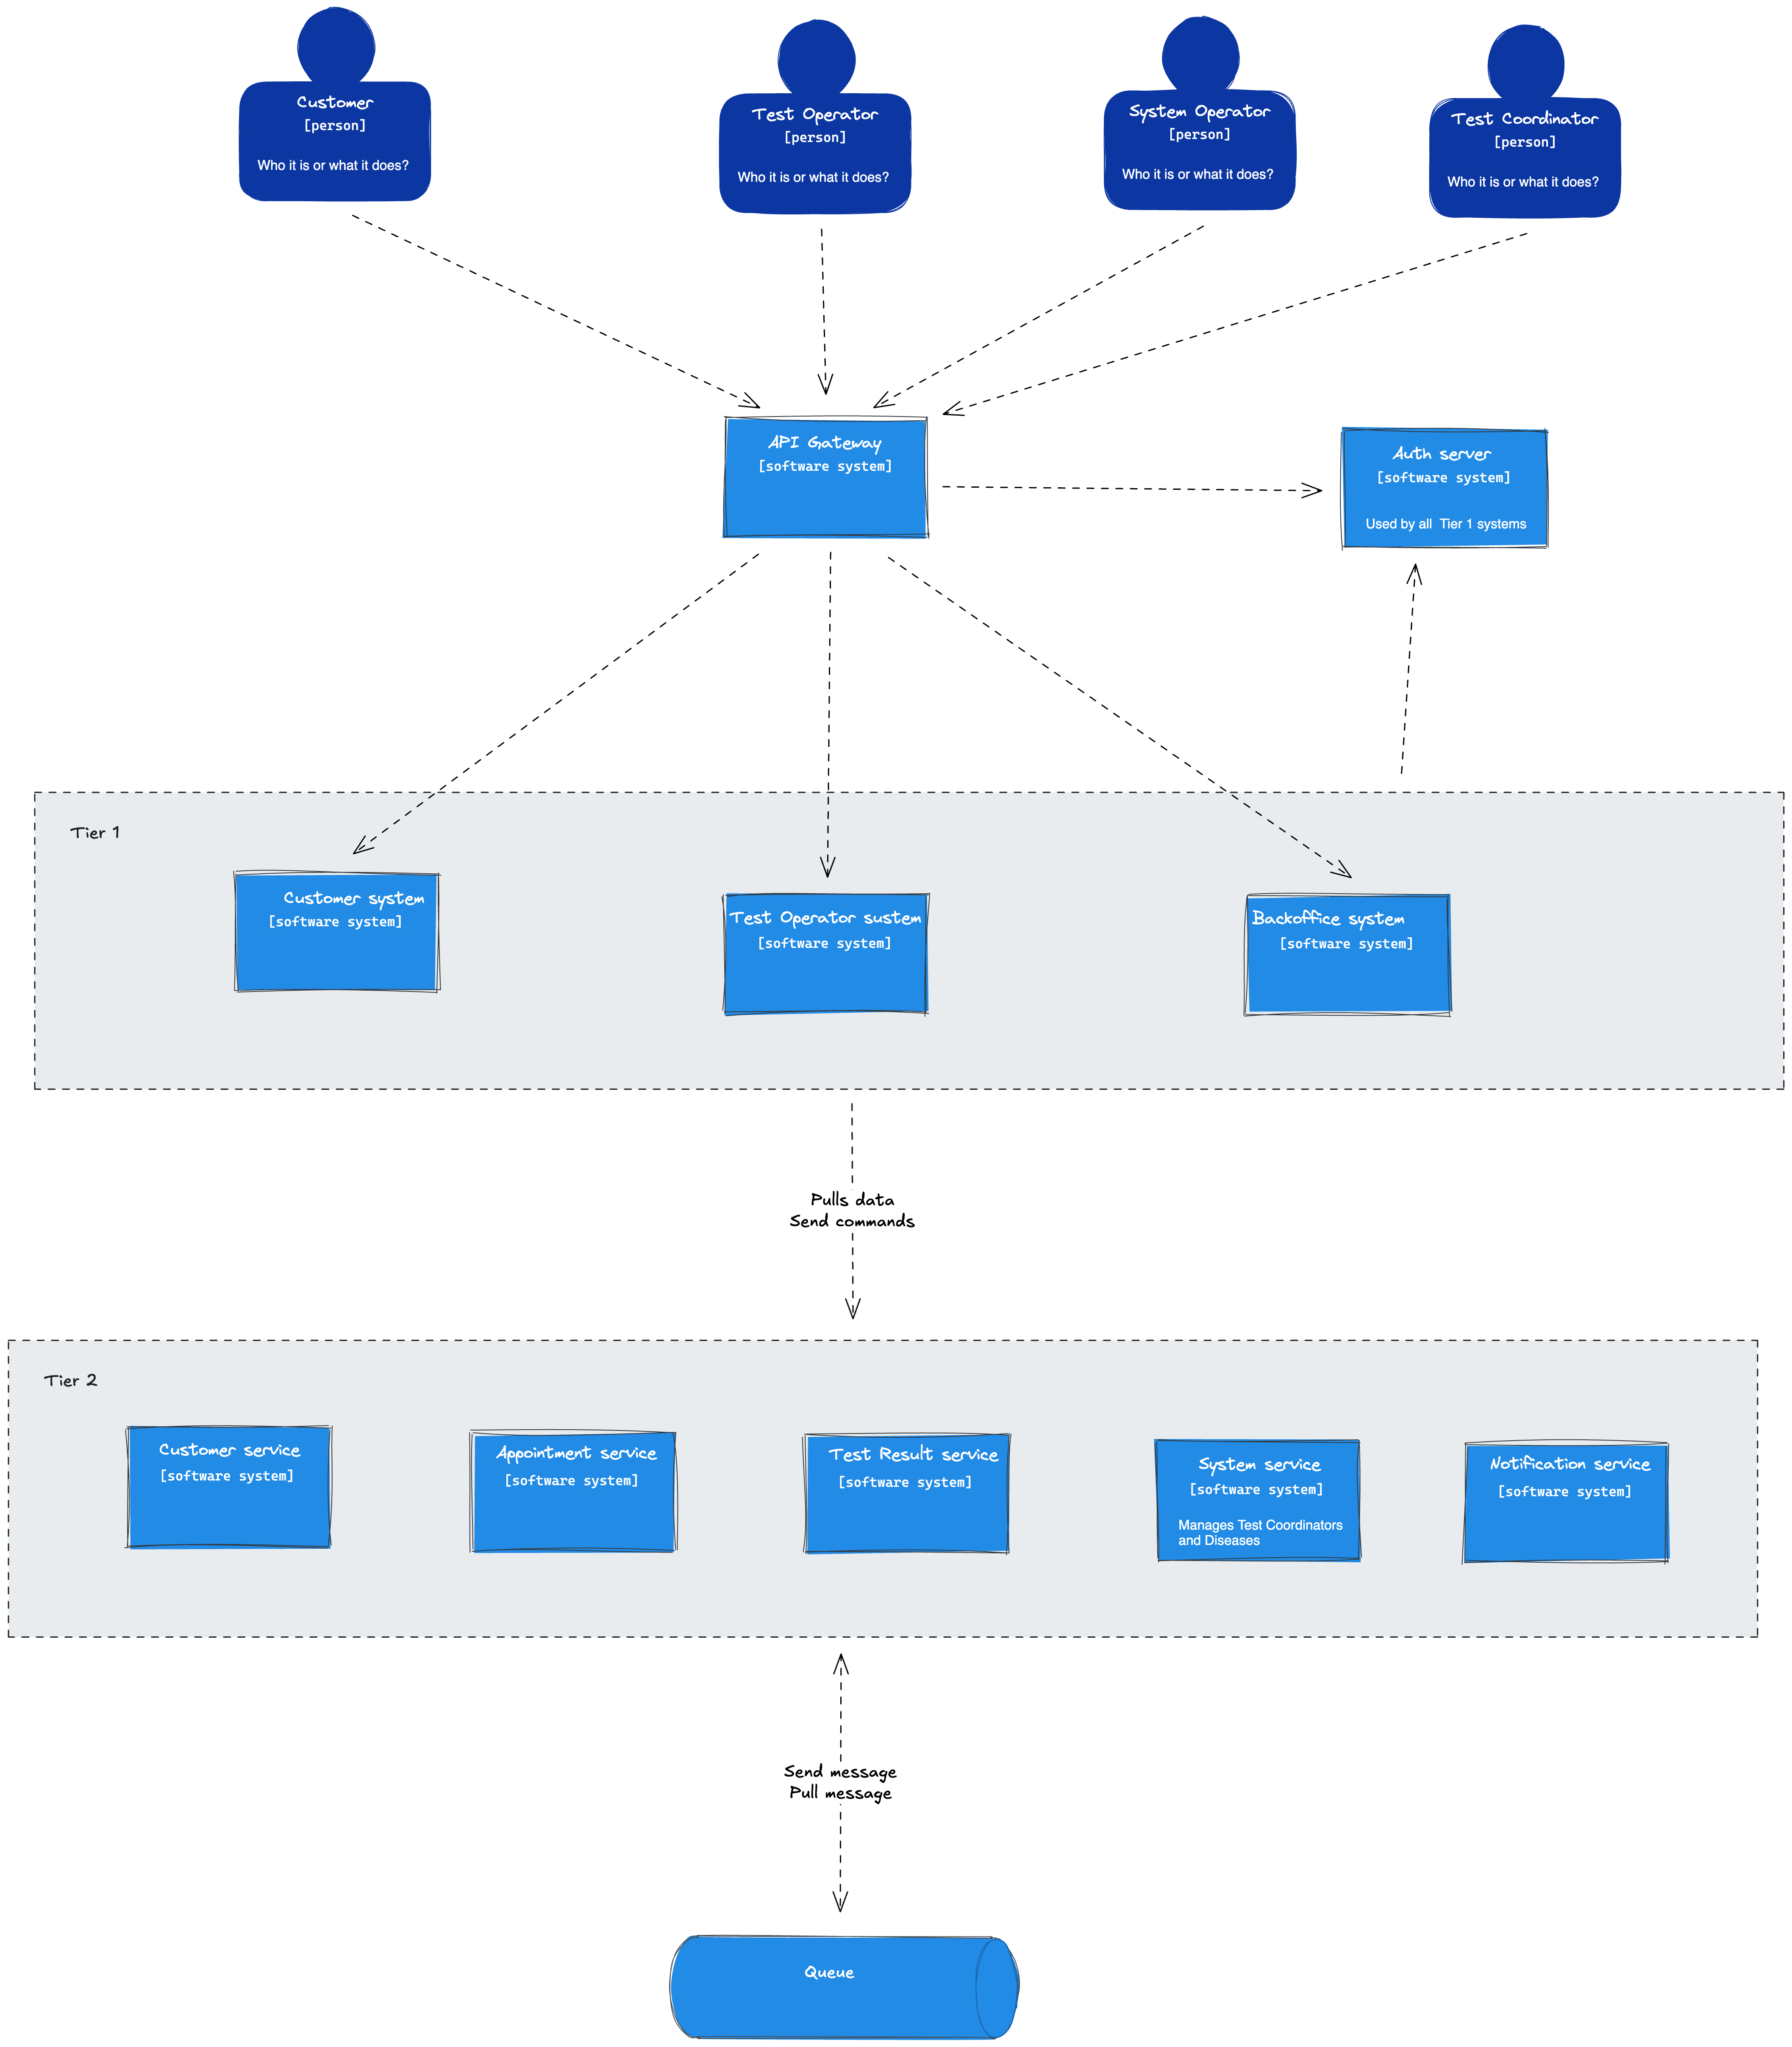 Customer
[person]
Who it is or what it does?
Test Operator
[person]
Who it is or what it does?
System Operator
[person]
Who it is or what it does?
Test Coordinator
[person]
Who it is or what it does?
API Gateway
[software system]
Auth server
[software system]
Used by all Tier 1 systems
Tier 1
Customer system
[software system]
Test Operator sustem
[software system]
Backoffice system
[software system]
Pulls data
Send commands
Tier 2
Customer service
[software system]
Appointment service
[software system]
Test Result service
[software system]
System service
[software system]
Manages Test Coordinators
and Diseases
Notification service
[software system]
Send message
Pull message
Queue